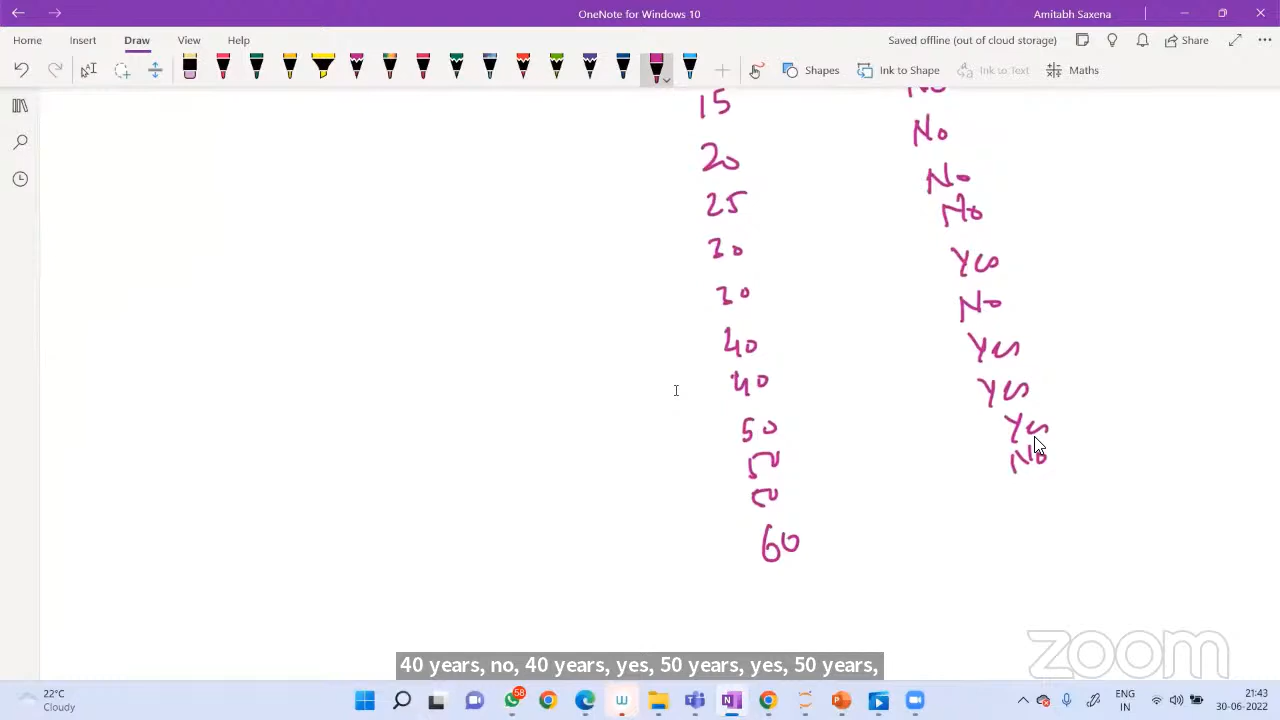 OneNote for Windows 10
Amitabh Saxena
Home Insert Draw View Help
Saved offline (out of cloud storage) Share
Shapes Ink to Shape Ink to Text Maths
No
15 No
20 No
25 No
30 Yes
30 No
40 Yes
40 Yes
50 Yes
50 No
50
60
40 years, no, 40 years, yes, 50 years, yes, 50 years,
zoom
22°C
Cloudy
58
ENG
IN
21:43
30-06-2022